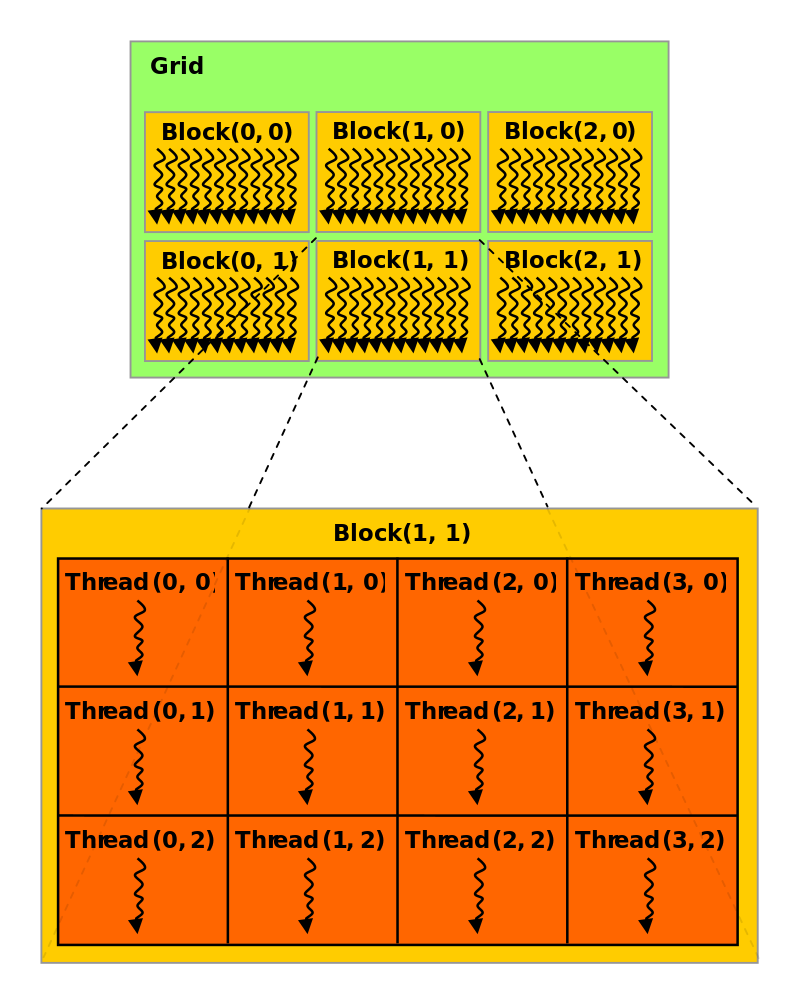 Grid
Block(0, 0) Block(1, 0) Block(2, 0)
Block(0, 1) Block(1, 1) Block(2, 1)
Block(1, 1)
Thread(0, 0) Thread(1, 0) Thread(2, 0) Thread(3, 0)
Thread(0, 1) Thread(1, 1) Thread(2, 1) Thread(3, 1)
Thread(0, 2) Thread(1, 2) Thread(2, 2) Thread(3, 2)